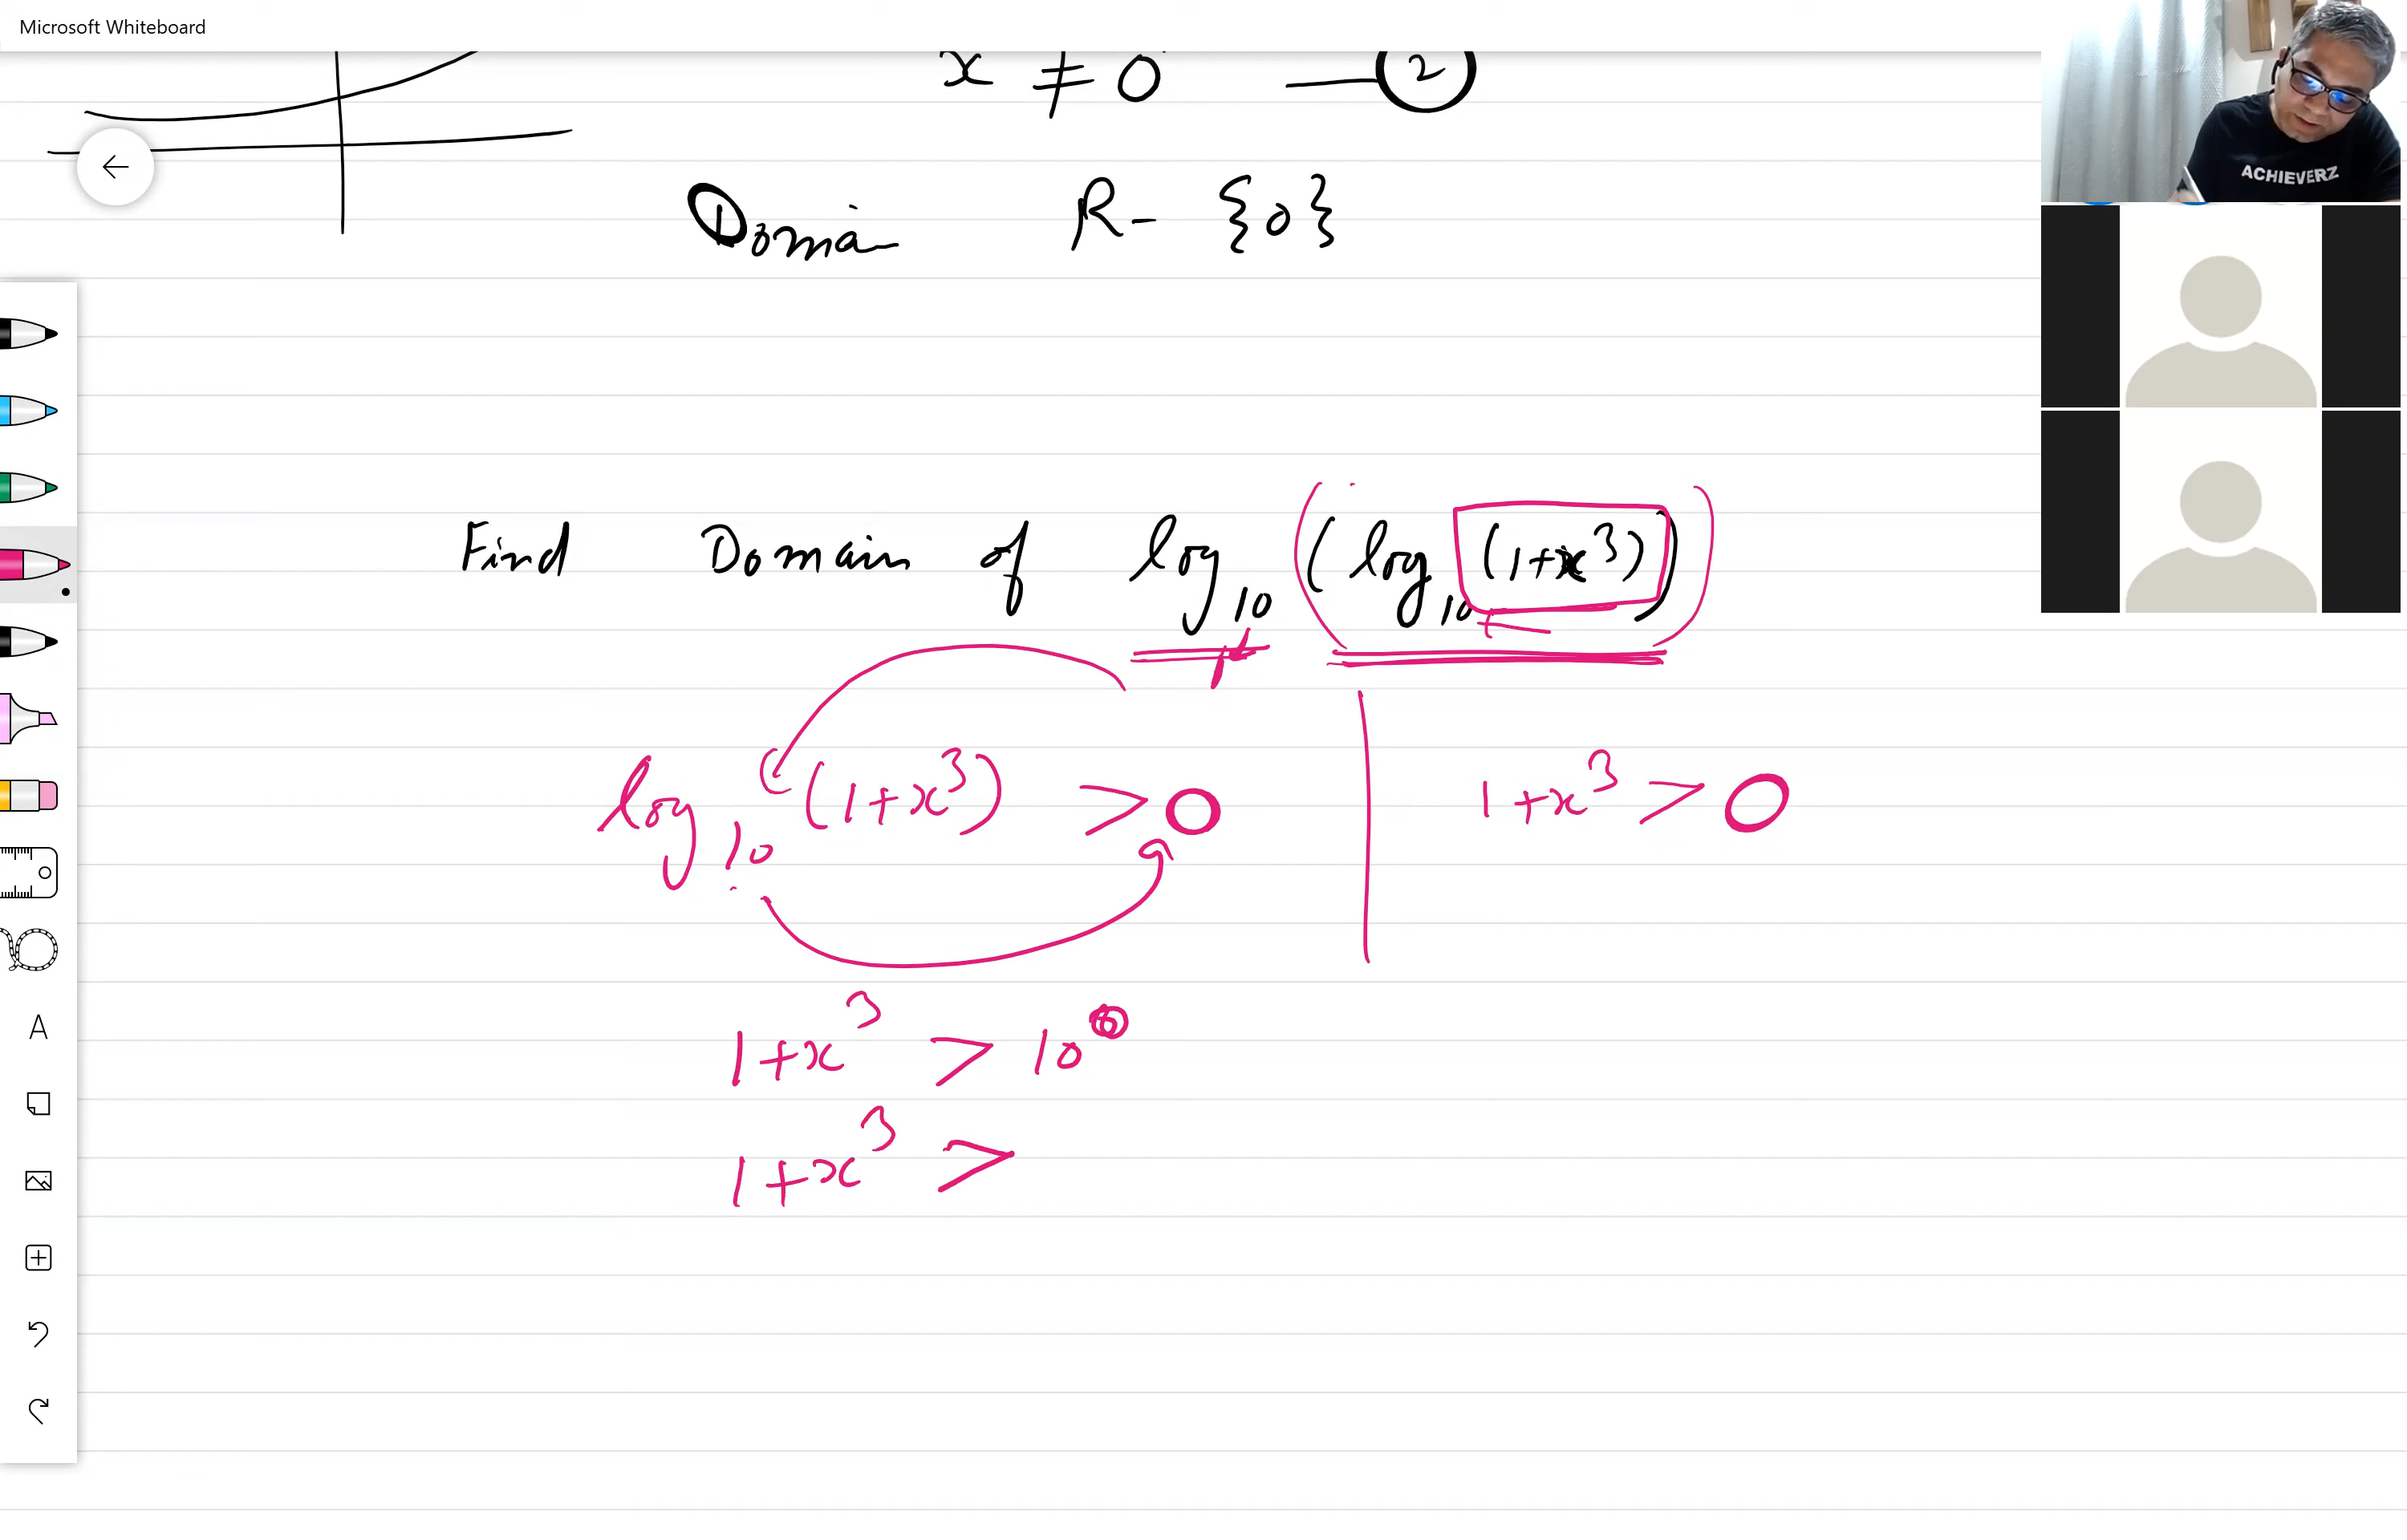 Microsoft Whiteboard
x ≠ 0 — 2
Domain R - {0}
ACHIEVERZ
Find Domain of log₁₀ (log₁₀ (1+x³))
log₁₀ (1+x³) > 0
1+x³ > 0
1+x³ > 10⁰
1+x³ >
A